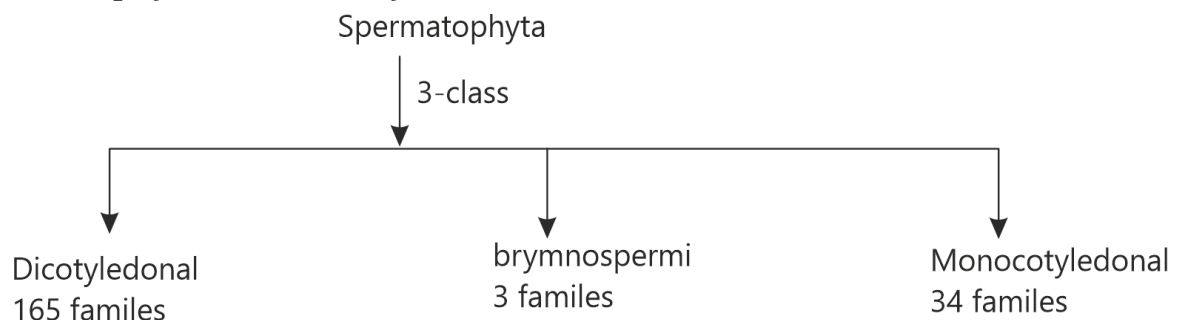 Spermatophyta
3-class
Dicotyledonal
165 familes
brymnospermi
3 familes
Monocotyledonal
34 familes